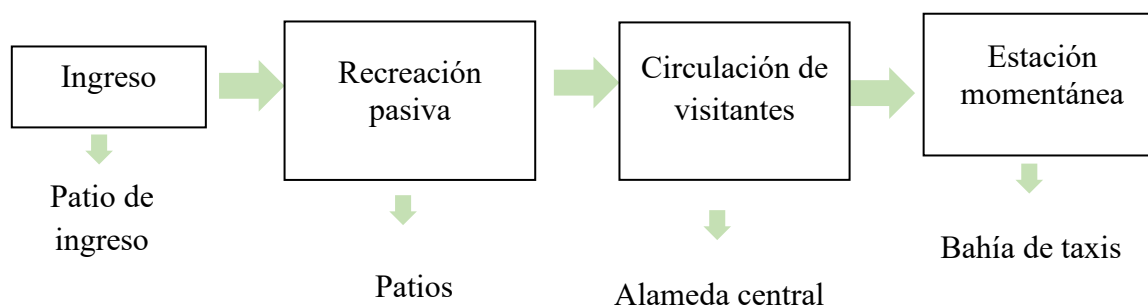 Ingreso
Recreación
pasiva
Circulación de
visitantes
Estación
momentánea
Patio de
ingreso
Patios
Alameda central
Bahía de taxis